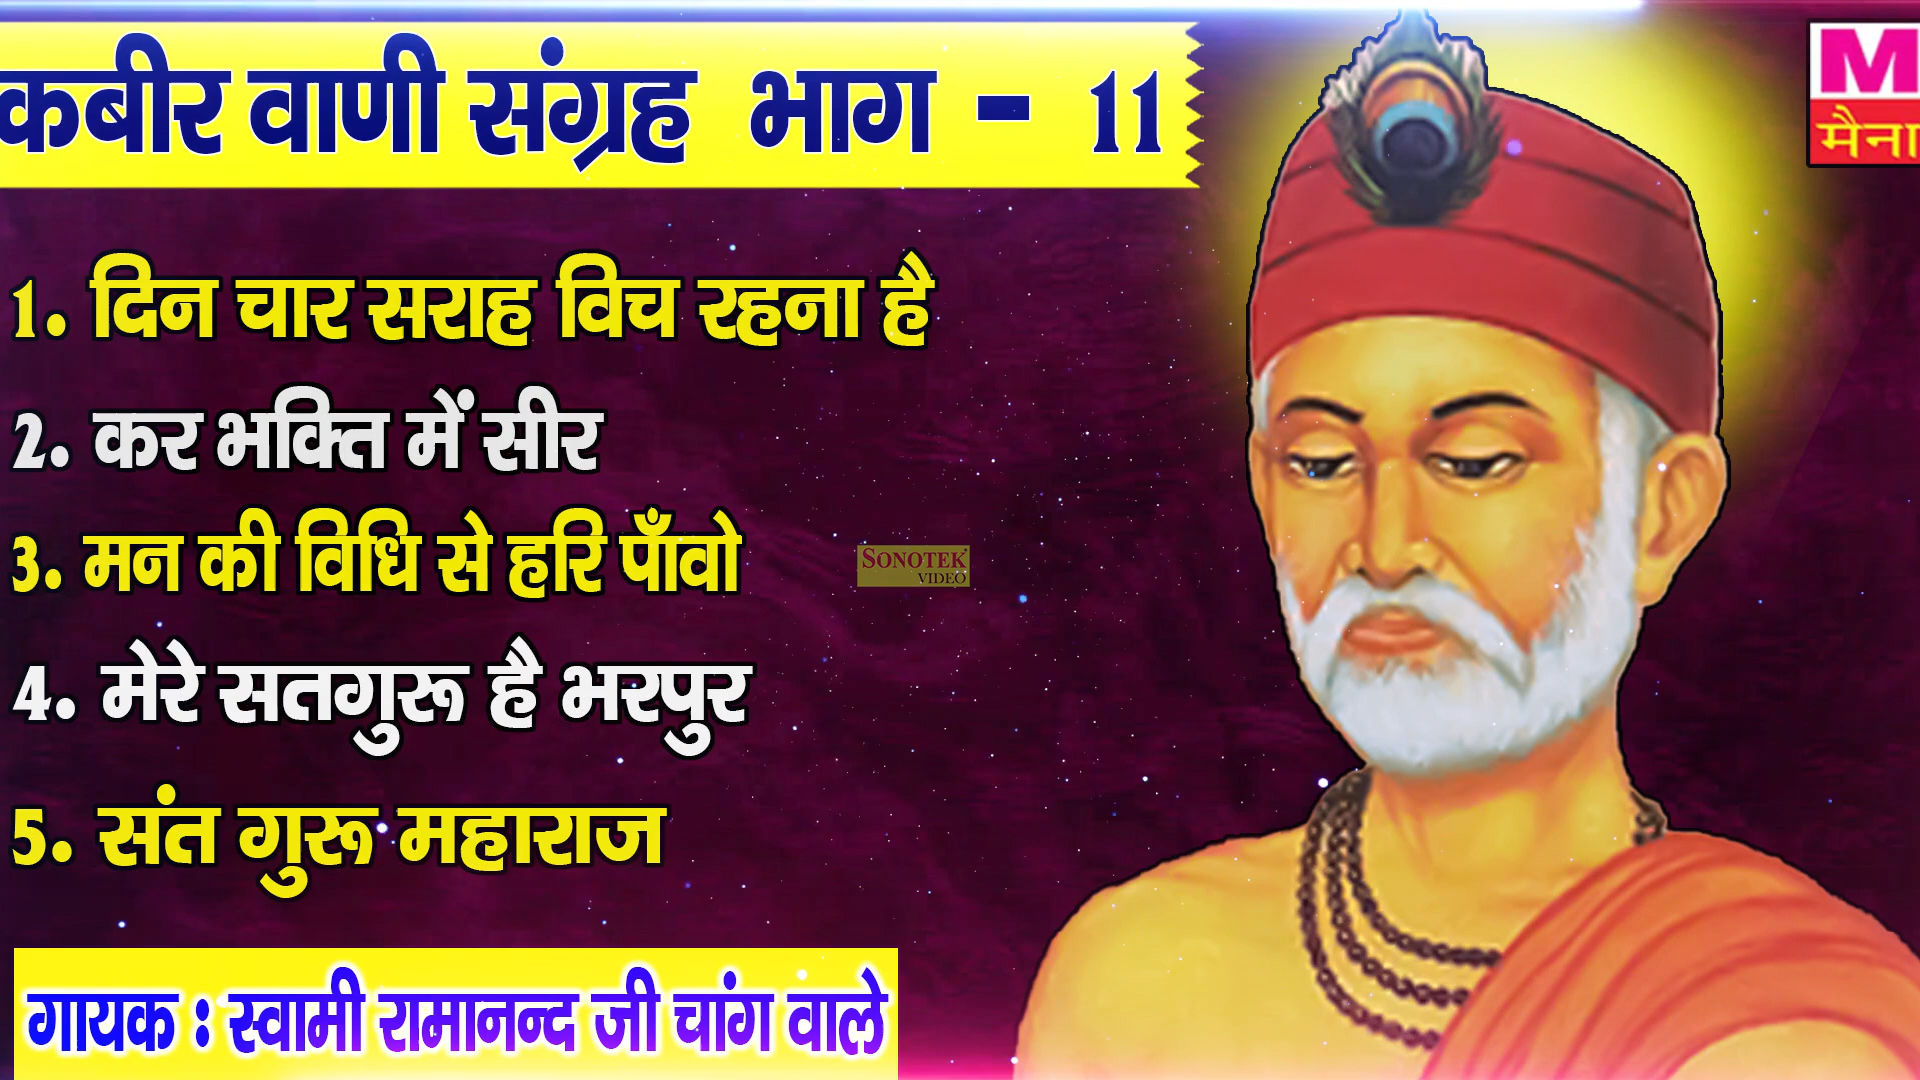 कबीर वाणी संग्रह भाग - 11
M
मैना
1. दिन चार सराह विच रहना है
2. कर भक्ति में सीर
3. मन की विधि से हरि पाँवो
SONOTEK
VIDEO
4. मेरे सतगुरू है भरपुर
5. संत गुरू महाराज
गायक : स्वामी रामानन्द जी चांग वाले